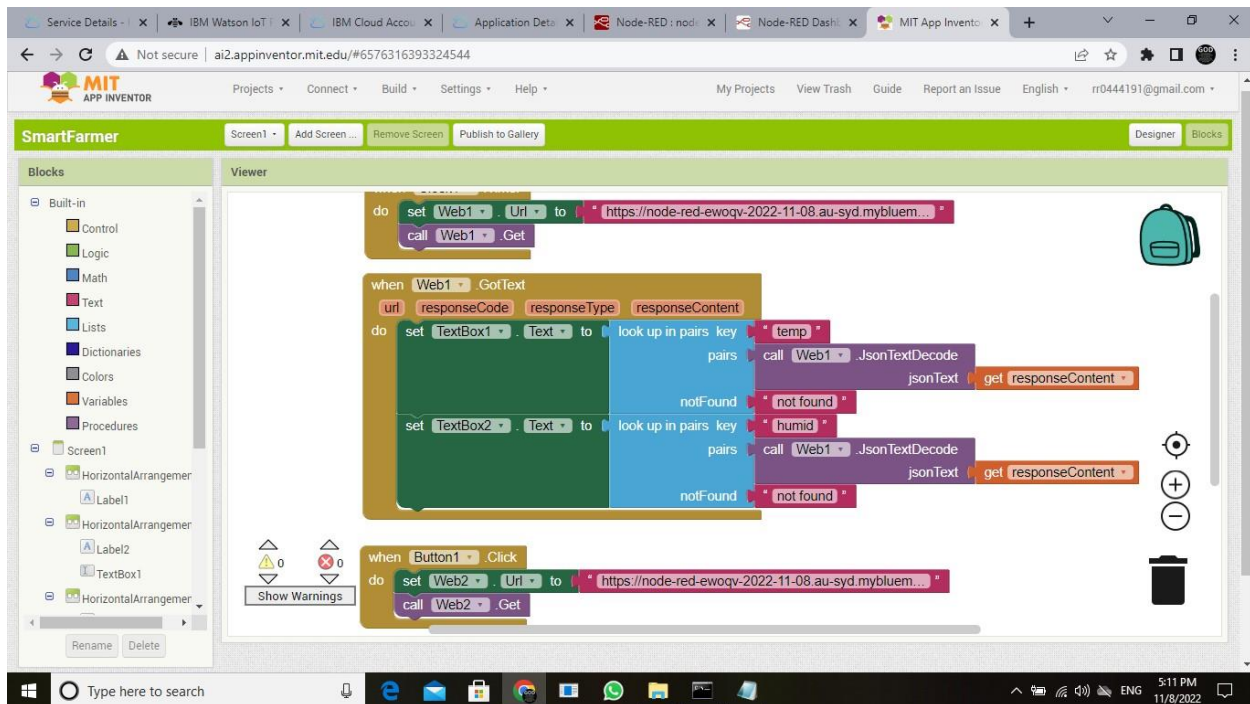 Service Details - I
IBM Watson IoT P
IBM Cloud Accou
Application Deta
Node-RED : node
Node-RED Dashb
MIT App Invento
Not secure
ai2.appinventor.mit.edu/#6576316393324544
MIT
APP INVENTOR
Projects
Connect
Build
Settings
Help
My Projects
View Trash
Guide
Report an Issue
English
rr0444191@gmail.com
SmartFarmer
Screen1
Add Screen ...
Remove Screen
Publish to Gallery
Designer
Blocks
Blocks
Viewer
Built-in
Control
Logic
Math
Text
Lists
Dictionaries
Colors
Variables
Procedures
Screen1
HorizontalArrangemer
Label1
HorizontalArrangemer
Label2
TextBox1
HorizontalArrangemer
Rename
Delete
do set Web1 . Url to " https://node-red-ewoqv-2022-11-08.au-syd.mybluem... "
call Web1 .Get
when Web1 .GotText
url responseCode responseType responseContent
do set TextBox1 . Text to look up in pairs key " temp "
pairs call Web1 .JsonTextDecode
jsonText get responseContent
notFound " not found "
set TextBox2 . Text to look up in pairs key " humid "
pairs call Web1 .JsonTextDecode
jsonText get responseContent
notFound " not found "
when Button1 .Click
do set Web2 . Url to " https://node-red-ewoqv-2022-11-08.au-syd.mybluem... "
call Web2 .Get
0
0
Show Warnings
Type here to search
ENG
5:11 PM
11/8/2022